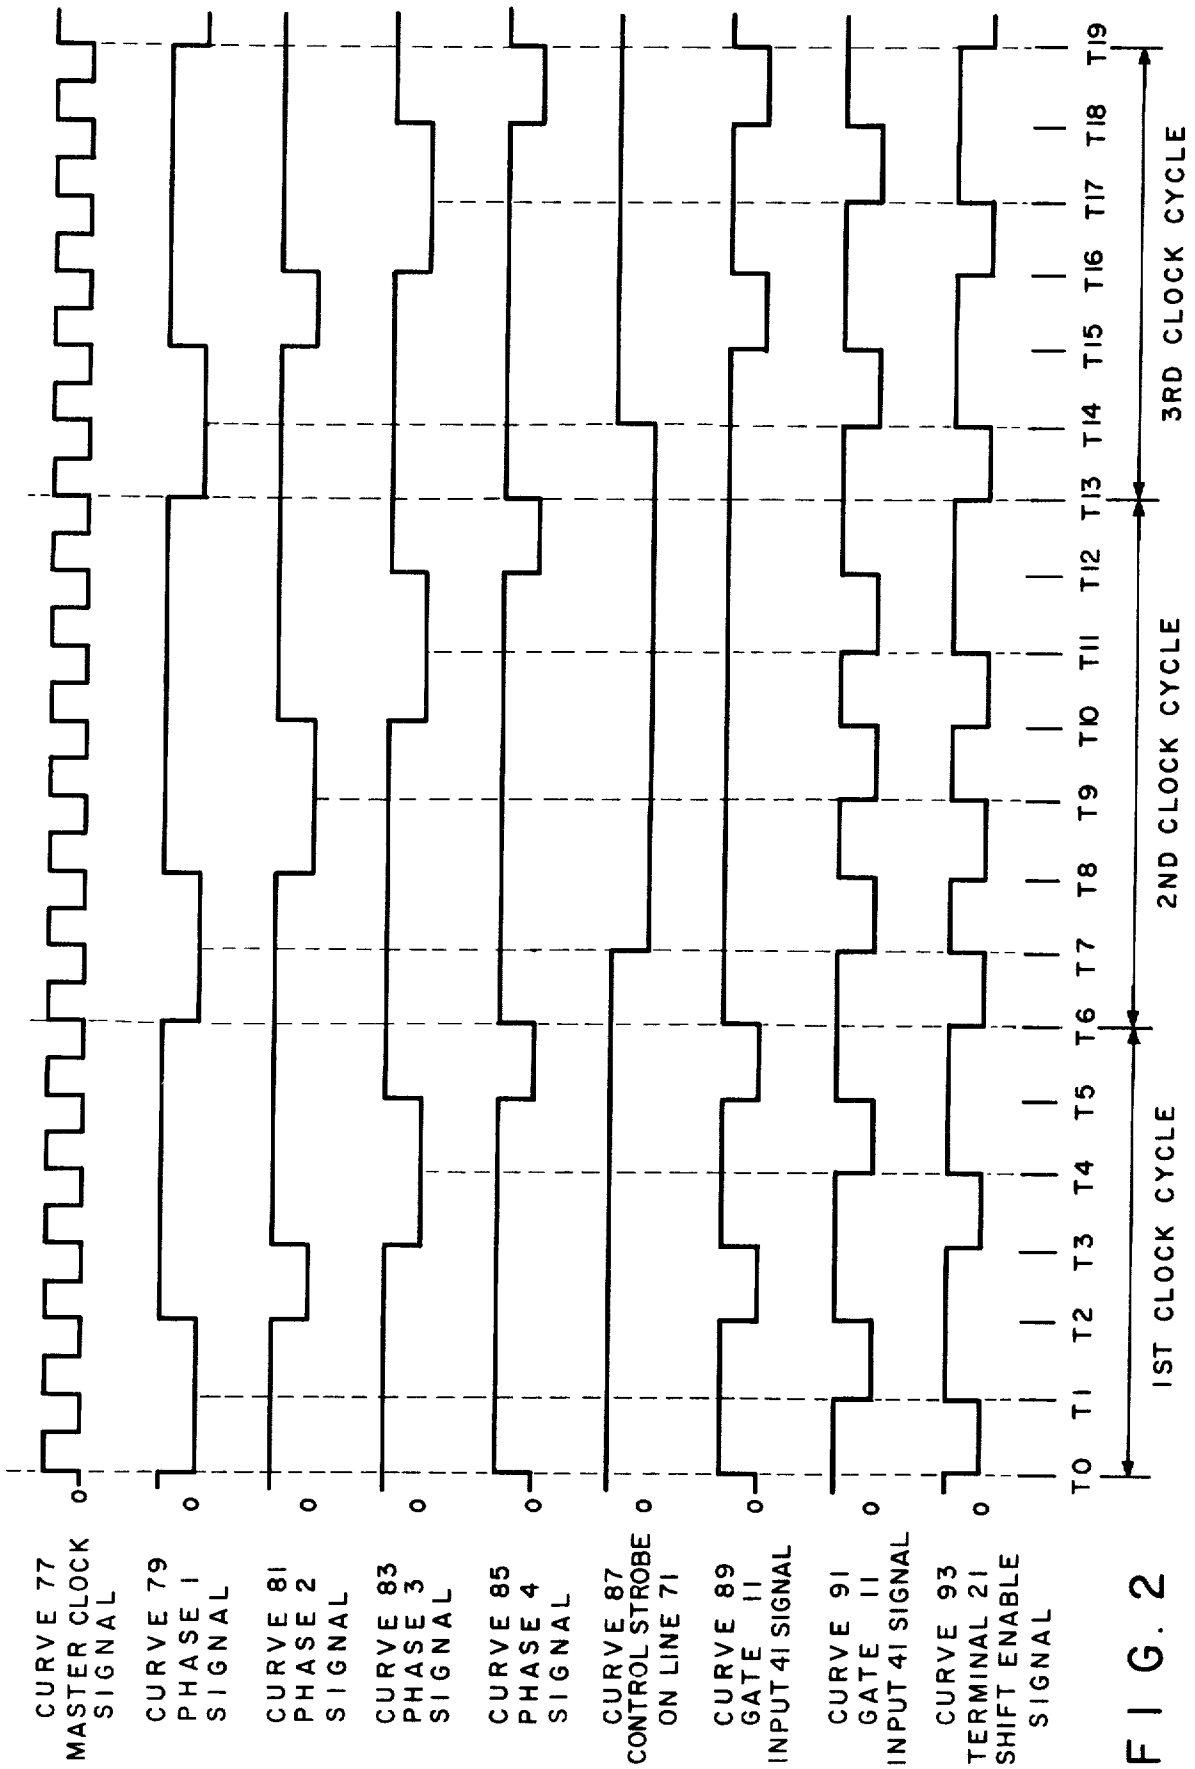 CURVE 77
MASTER CLOCK
SIGNAL
0
CURVE 79
PHASE 1
SIGNAL
0
CURVE 81
PHASE 2
SIGNAL
0
CURVE 83
PHASE 3
SIGNAL
0
CURVE 85
PHASE 4
SIGNAL
0
CURVE 87
CONTROL STROBE
ON LINE 71
0
CURVE 89
GATE 11
INPUT 41 SIGNAL
0
CURVE 91
GATE 11
INPUT 41 SIGNAL
0
CURVE 93
TERMINAL 21
SHIFT ENABLE
SIGNAL
0
T0 T1 T2 T3 T4 T5 T6 T7 T8 T9 T10 T11 T12 T13 T14 T15 T16 T17 T18 T19
1ST CLOCK CYCLE 2ND CLOCK CYCLE 3RD CLOCK CYCLE
FIG. 2